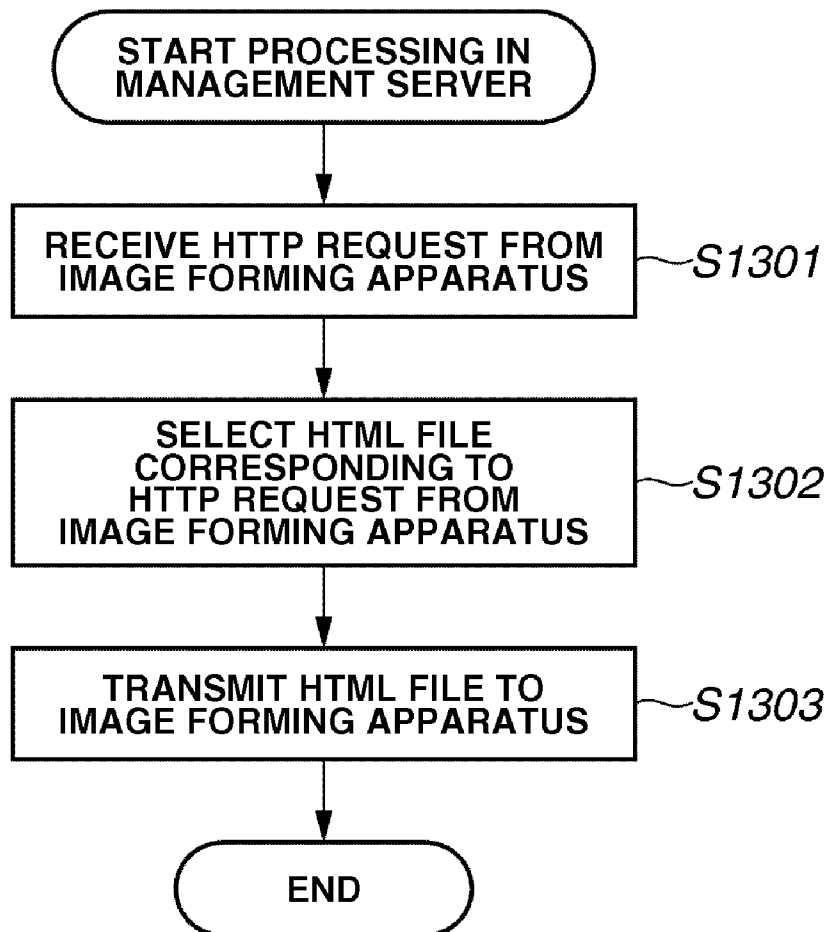 START PROCESSING IN
MANAGEMENT SERVER
RECEIVE HTTP REQUEST FROM
IMAGE FORMING APPARATUS
S1301
SELECT HTML FILE
CORRESPONDING TO
HTTP REQUEST FROM
IMAGE FORMING APPARATUS
S1302
TRANSMIT HTML FILE TO
IMAGE FORMING APPARATUS
S1303
END